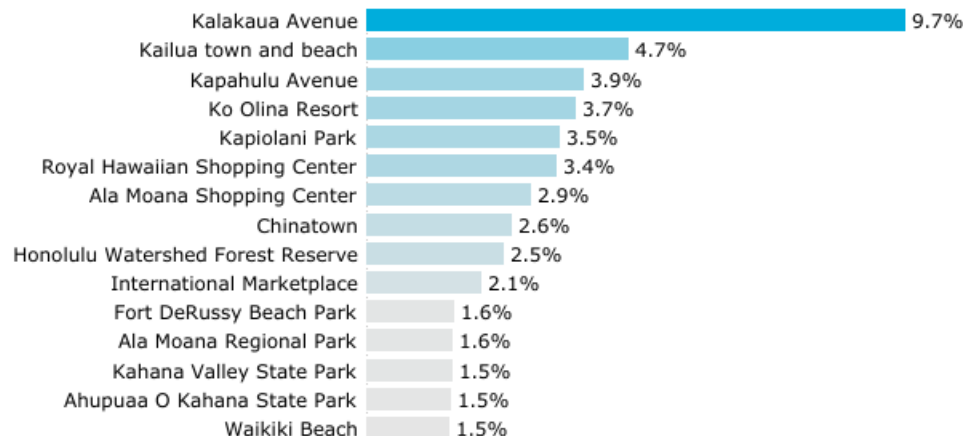 Kalakaua Avenue 9.7%
Kailua town and beach 4.7%
Kapahulu Avenue 3.9%
Ko Olina Resort 3.7%
Kapiolani Park 3.5%
Royal Hawaiian Shopping Center 3.4%
Ala Moana Shopping Center 2.9%
Chinatown 2.6%
Honolulu Watershed Forest Reserve 2.5%
International Marketplace 2.1%
Fort DeRussy Beach Park 1.6%
Ala Moana Regional Park 1.6%
Kahana Valley State Park 1.5%
Ahupuaa O Kahana State Park 1.5%
Waikiki Beach 1.5%